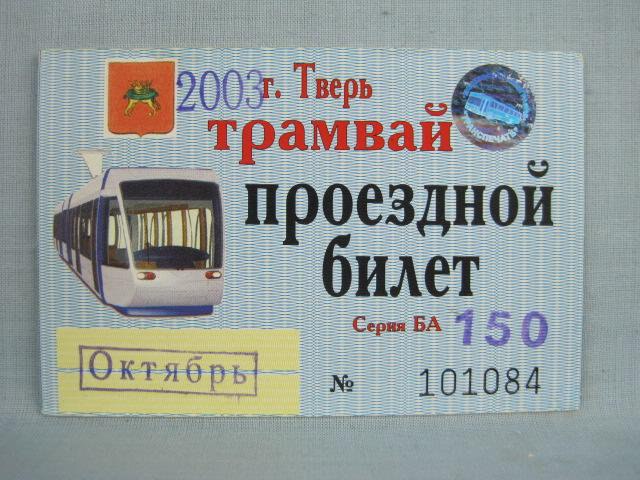 2003 г. Тверь
трамвай
проездной
билет
Серия БА 150
Октябрь
№ 101084